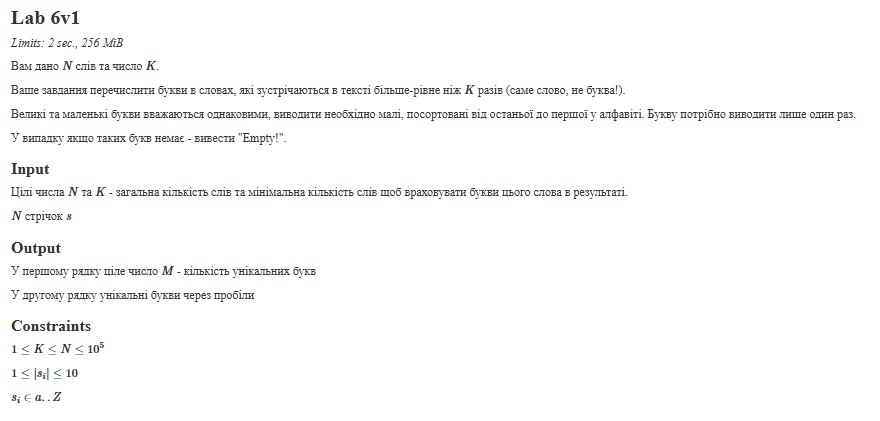 Lab 6v1
Limits: 2 sec., 256 MiB
Вам дано N слів та число K.
Ваше завдання перечислити букви в словах, які зустрічаються в тексті більше-рівне ніж K разів (саме слово, не буква!).
Великі та маленькі букви вважаються однаковими, виводити необхідно малі, посортовані від останьої до першої у алфавіті. Букву потрібно виводити лише один раз.
У випадку якщо таких букв немає - вивести "Empty!".
Input
Цілі числа N та K - загальна кількість слів та мінімальна кількість слів щоб враховувати букви цього слова в результаті.
N стрічок s
Output
У першому рядку ціле число M - кількість унікальних букв
У другому рядку унікальні букви через пробіли
Constraints
1 ≤ K ≤ N ≤ 10⁵
1 ≤ |sᵢ| ≤ 10
sᵢ ∈ a. . Z